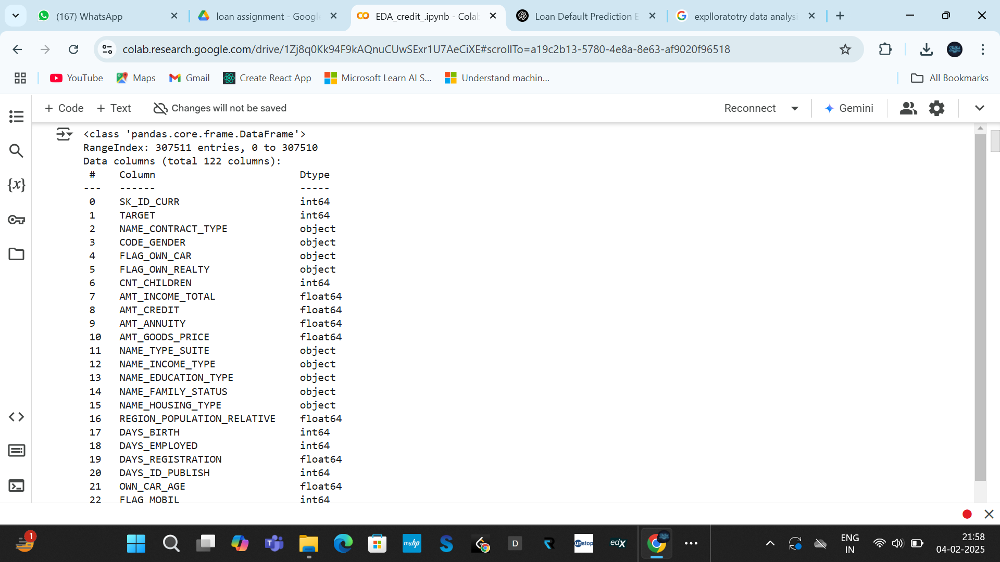 (167) WhatsApp
loan assignment - Googl
EDA_credit_.ipynb - Colab
Loan Default Prediction E
explloratotry data analysi
colab.research.google.com/drive/1Zj8q0Kk94F9kAQnuCUwSExr1U7AeCiXE#scrollTo=a19c2b13-5780-4e8a-8e63-af9020f96518
YouTube
Maps
Gmail
Create React App
Microsoft Learn AI S...
Understand machin...
All Bookmarks
+ Code
+ Text
Changes will not be saved
Reconnect
Gemini
<class 'pandas.core.frame.DataFrame'>
RangeIndex: 307511 entries, 0 to 307510
Data columns (total 122 columns):
# Column Dtype
--- ------ -----
0 SK_ID_CURR int64
1 TARGET int64
2 NAME_CONTRACT_TYPE object
3 CODE_GENDER object
4 FLAG_OWN_CAR object
5 FLAG_OWN_REALTY object
6 CNT_CHILDREN int64
7 AMT_INCOME_TOTAL float64
8 AMT_CREDIT float64
9 AMT_ANNUITY float64
10 AMT_GOODS_PRICE float64
11 NAME_TYPE_SUITE object
12 NAME_INCOME_TYPE object
13 NAME_EDUCATION_TYPE object
14 NAME_FAMILY_STATUS object
15 NAME_HOUSING_TYPE object
16 REGION_POPULATION_RELATIVE float64
17 DAYS_BIRTH int64
18 DAYS_EMPLOYED int64
19 DAYS_REGISTRATION float64
20 DAYS_ID_PUBLISH int64
21 OWN_CAR_AGE float64
22 FLAG_MOBIL int64
1
myhp
D
unstop
edX
ENG
IN
21:58
04-02-2025